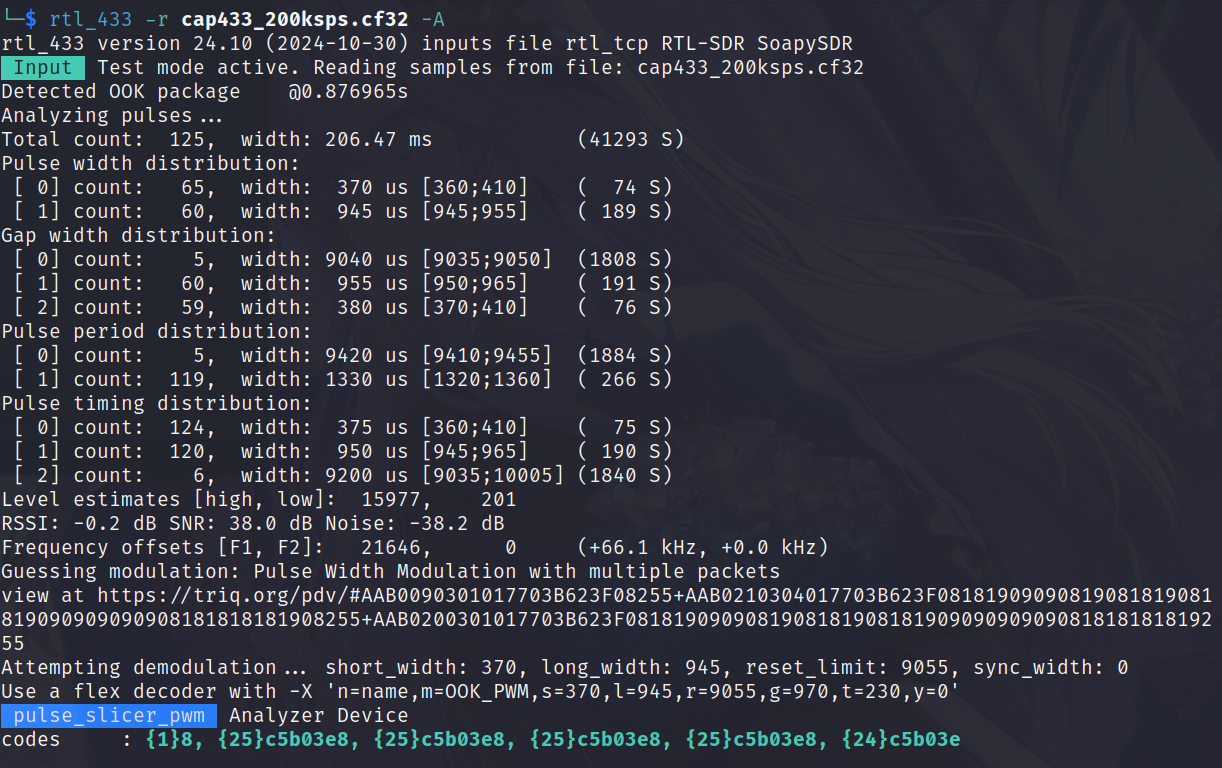 └─$ rtl_433 -r cap433_200ksps.cf32 -A
rtl_433 version 24.10 (2024-10-30) inputs file rtl_tcp RTL-SDR SoapySDR
Input Test mode active. Reading samples from file: cap433_200ksps.cf32
Detected OOK package    @0.876965s
Analyzing pulses...
Total count:  125,  width: 206.47 ms            (41293 S)
Pulse width distribution:
 [ 0] count:   65,  width:  370 us [360;410]    (  74 S)
 [ 1] count:   60,  width:  945 us [945;955]    ( 189 S)
Gap width distribution:
 [ 0] count:    5,  width: 9040 us [9035;9050]  (1808 S)
 [ 1] count:   60,  width:  955 us [950;965]    ( 191 S)
 [ 2] count:   59,  width:  380 us [370;410]    (  76 S)
Pulse period distribution:
 [ 0] count:    5,  width: 9420 us [9410;9455]  (1884 S)
 [ 1] count:  119,  width: 1330 us [1320;1360]  ( 266 S)
Pulse timing distribution:
 [ 0] count:  124,  width:  375 us [360;410]    (  75 S)
 [ 1] count:  120,  width:  950 us [945;965]    ( 190 S)
 [ 2] count:    6,  width: 9200 us [9035;10005] (1840 S)
Level estimates [high, low]:  15977,    201
RSSI: -0.2 dB SNR: 38.0 dB Noise: -38.2 dB
Frequency offsets [F1, F2]:   21646,      0     (+66.1 kHz, +0.0 kHz)
Guessing modulation: Pulse Width Modulation with multiple packets
view at https://triq.org/pdv/#AAB0090301017703B623F08255+AAB0210304017703B623F081819090908190818190​81
819090909090908181818181908255+AAB0200301017703B623F08181909090819081819081819090909090908181818181​92
55
Attempting demodulation... short_width: 370, long_width: 945, reset_limit: 9055, sync_width: 0
Use a flex decoder with -X 'n=name,m=OOK_PWM,s=370,l=945,r=9055,g=970,t=230,y=0'
pulse_slicer_pwm Analyzer Device
codes     : {1}8, {25}c5b03e8, {25}c5b03e8, {25}c5b03e8, {25}c5b03e8, {24}c5b03e